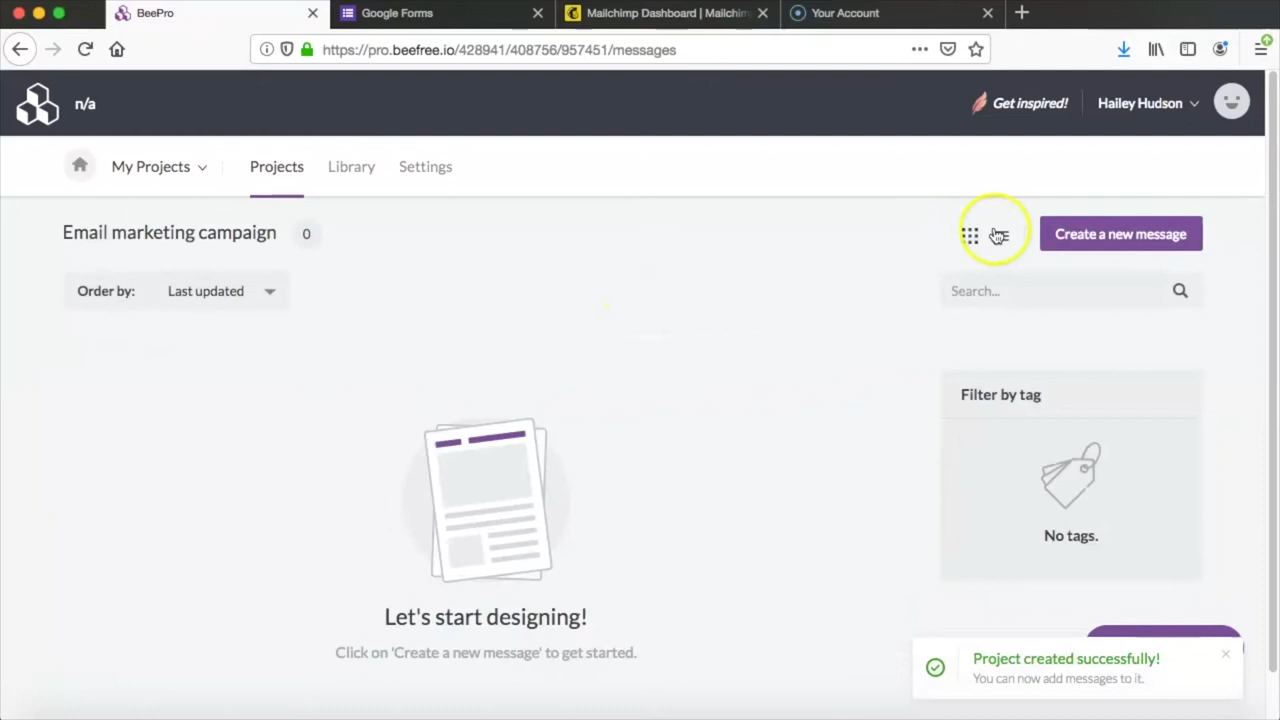 BeePro
Google Forms
Mailchimp Dashboard | Mailchim
Your Account
https://pro.beefree.io/428941/408756/957451/messages
n/a
Get inspired!
Hailey Hudson
My Projects
Projects
Library
Settings
Email marketing campaign
0
Create a new message
Order by:
Last updated
Search...
Filter by tag
No tags.
Let's start designing!
Click on 'Create a new message' to get started.
Project created successfully!
You can now add messages to it.